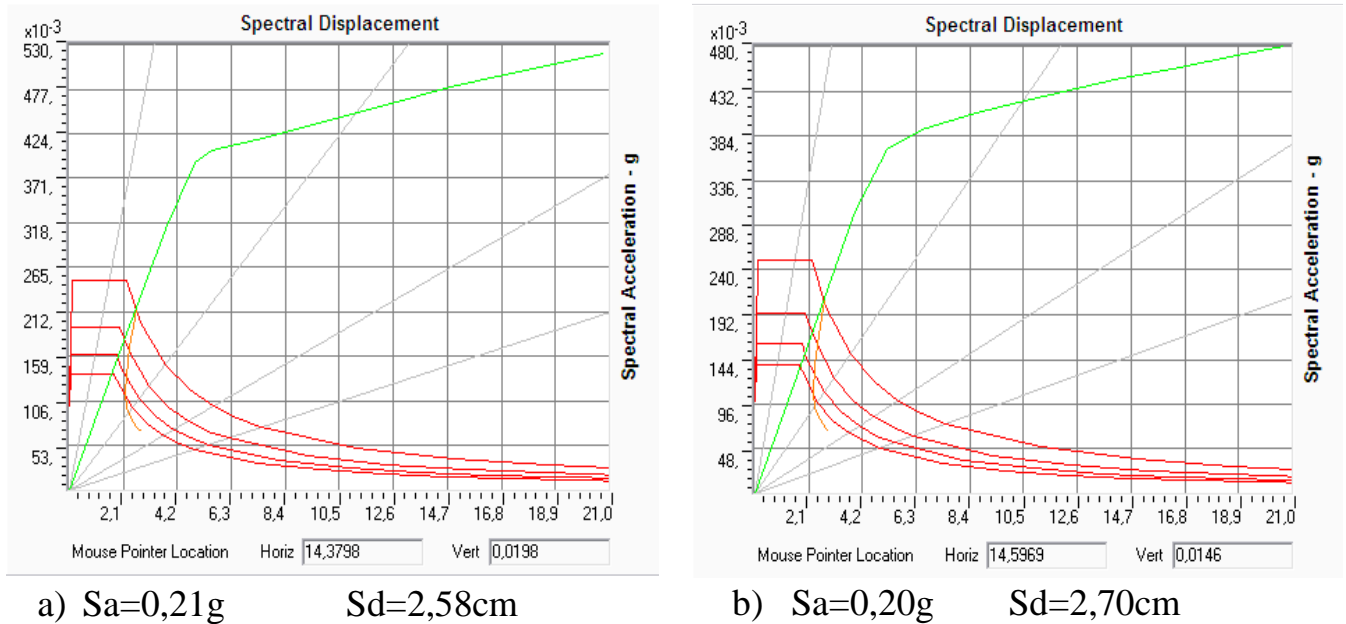 Spectral Displacement
x10-3
530,
477,
424,
371,
318,
265,
212,
159,
106,
53,
2,1 4,2 6,3 8,4 10,5 12,6 14,7 16,8 18,9 21,0
Spectral Acceleration - g
Mouse Pointer Location Horiz 14,3798 Vert 0,0198
a) Sa=0,21g Sd=2,58cm
Spectral Displacement
x10-3
480,
432,
384,
336,
288,
240,
192,
144,
96,
48,
2,1 4,2 6,3 8,4 10,5 12,6 14,7 16,8 18,9 21,0
Spectral Acceleration - g
Mouse Pointer Location Horiz 14,5969 Vert 0,0146
b) Sa=0,20g Sd=2,70cm